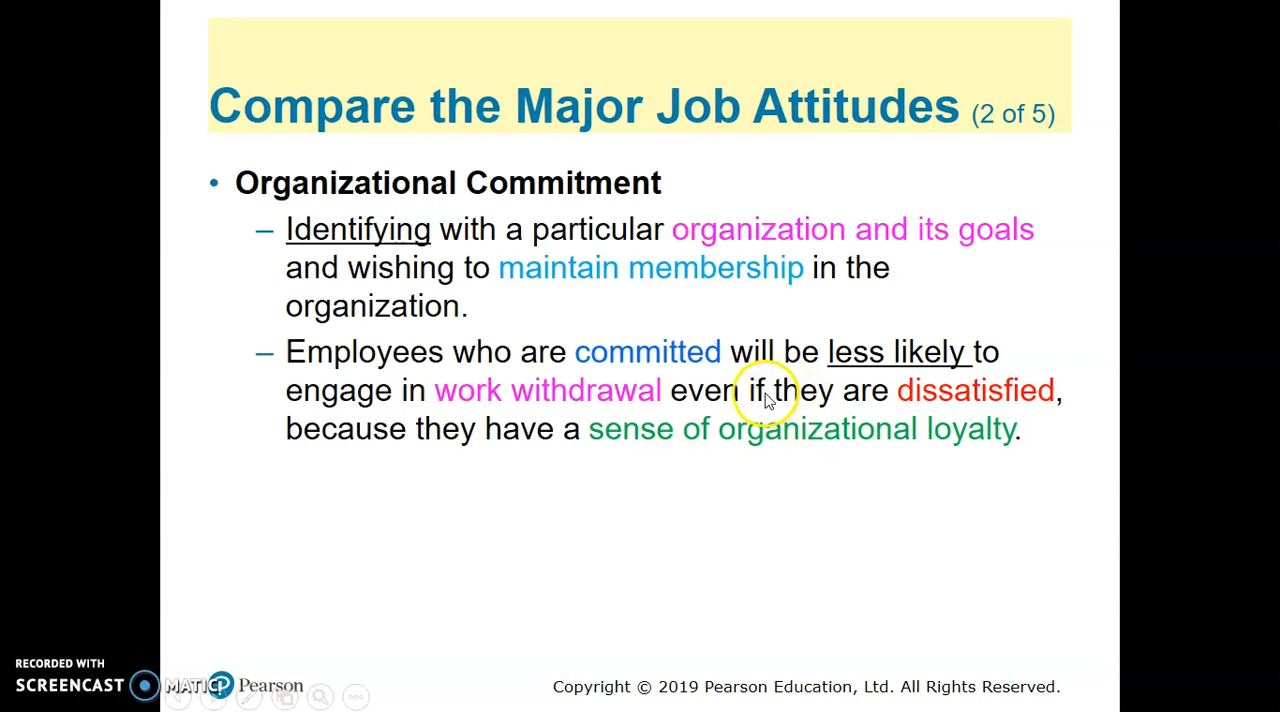 Compare the Major Job Attitudes (2 of 5)
• Organizational Commitment
– Identifying with a particular organization and its goals
and wishing to maintain membership in the
organization.
– Employees who are committed will be less likely to
engage in work withdrawal even if they are dissatisfied,
because they have a sense of organizational loyalty.
RECORDED WITH
SCREENCAST MATIC
Pearson
Copyright © 2019 Pearson Education, Ltd. All Rights Reserved.